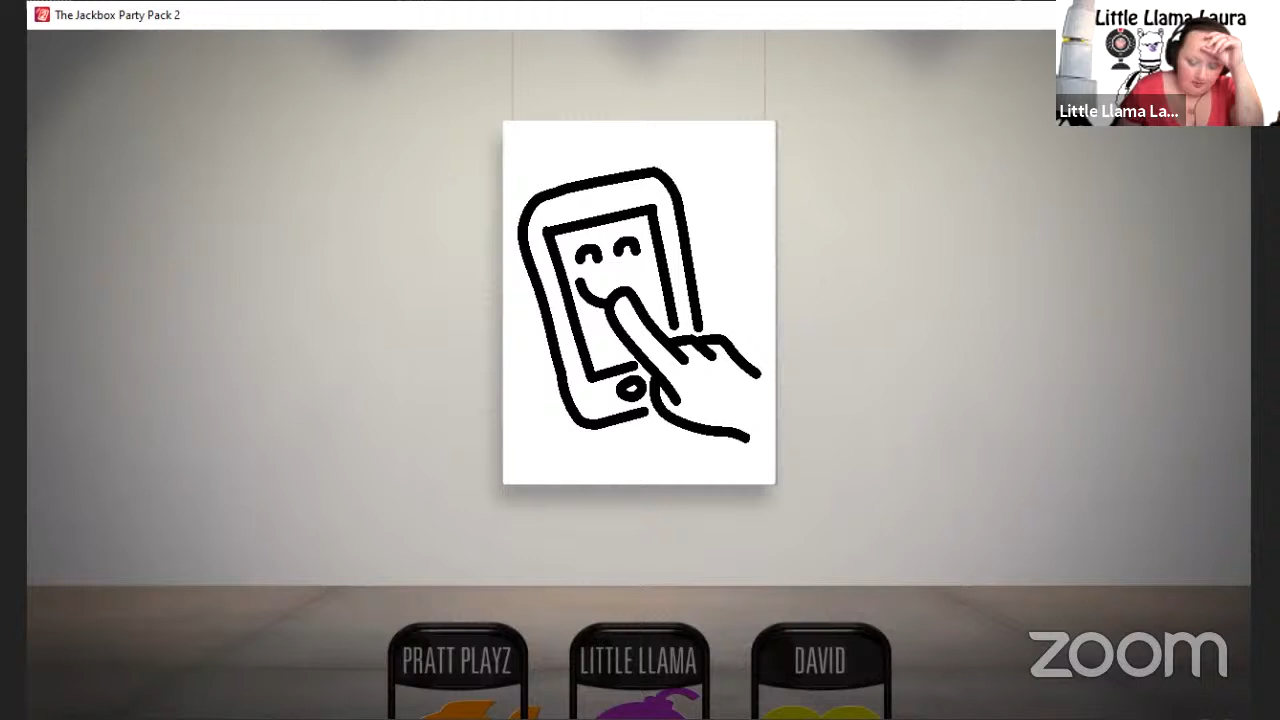 The Jackbox Party Pack 2
Little Llama Laura
Little Llama La...
PRATT PLAYZ
LITTLE LLAMA
DAVID
zoom